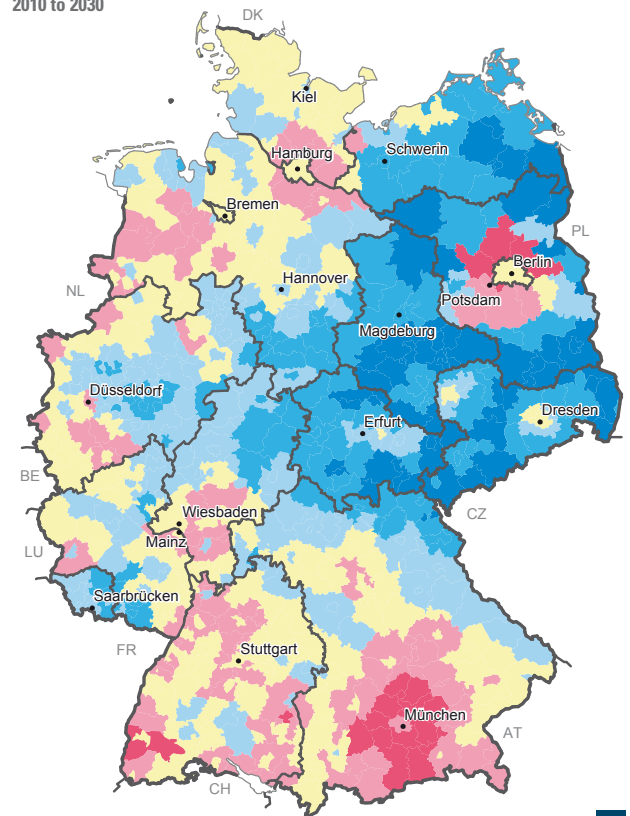 2010 to 2030
DK
Kiel
Hamburg
Schwerin
Bremen
PL
Berlin
Hannover
NL
Potsdam
Magdeburg
Düsseldorf
Dresden
Erfurt
BE
Wiesbaden
CZ
Mainz
LU
Saarbrücken
FR
Stuttgart
München
AT
CH